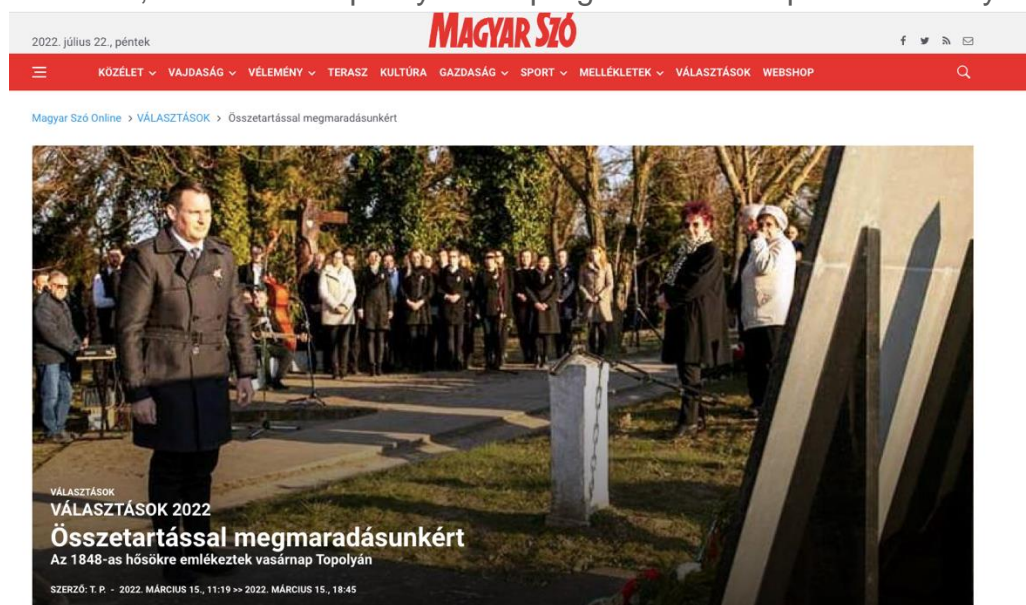 2022. július 22., péntek
MAGYAR SZÓ
KÖZÉLET VAJDASÁG VÉLEMÉNY TERASZ KULTÚRA GAZDASÁG SPORT MELLÉKLETEK VÁLASZTÁSOK WEBSHOP
Magyar Szó Online > VÁLASZTÁSOK > Összetartással megmaradásunkért
VÁLASZTÁSOK
VÁLASZTÁSOK 2022
Összetartással megmaradásunkért
Az 1848-as hősökre emlékeztek vasárnap Topolyán
SZERZŐ: T. P. - 2022. MÁRCIUS 15., 11:19 >> 2022. MÁRCIUS 15., 18:45